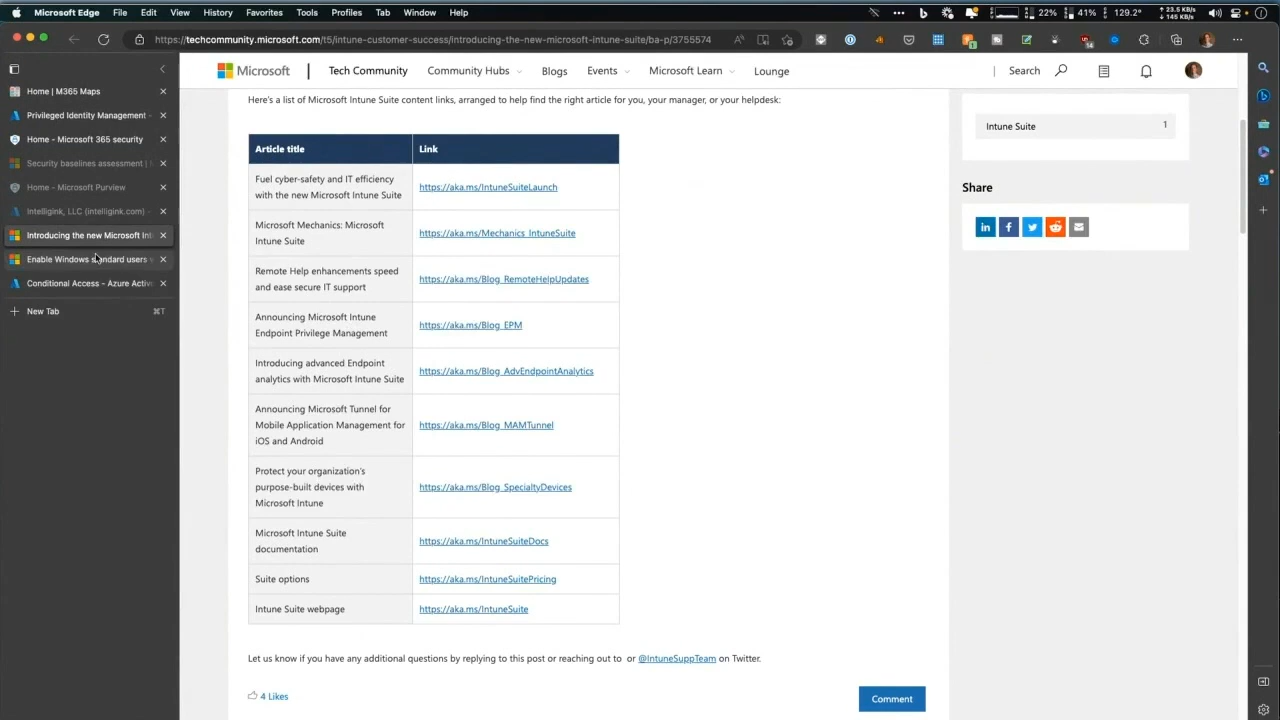 Microsoft Edge File Edit View History Favorites Tools Profiles Tab Window Help 22% 41% 129.2° 23.5 KB/s 145 KB/s
https://techcommunity.microsoft.com/t5/intune-customer-success/introducing-the-new-microsoft-intune-suite/ba-p/3755574
Home | M365 Maps
Privileged Identity Management -
Home - Microsoft 365 security
Security baselines assessment |
Home - Microsoft Purview
Intelligink, LLC (intelligink.com) -
Introducing the new Microsoft Int
Enable Windows standard users
Conditional Access - Azure Activ
New Tab ⌘T
Microsoft | Tech Community Community Hubs Blogs Events Microsoft Learn Lounge | Search
Here's a list of Microsoft Intune Suite content links, arranged to help find the right article for you, your manager, or your helpdesk:
Article title Link
Fuel cyber-safety and IT efficiency
with the new Microsoft Intune Suite
https://aka.ms/IntuneSuiteLaunch
Microsoft Mechanics: Microsoft
Intune Suite
https://aka.ms/Mechanics_IntuneSuite
Remote Help enhancements speed
and ease secure IT support
https://aka.ms/Blog_RemoteHelpUpdates
Announcing Microsoft Intune
Endpoint Privilege Management
https://aka.ms/Blog_EPM
Introducing advanced Endpoint
analytics with Microsoft Intune Suite
https://aka.ms/Blog_AdvEndpointAnalytics
Announcing Microsoft Tunnel for
Mobile Application Management for
iOS and Android
https://aka.ms/Blog_MAMTunnel
Protect your organization's
purpose-built devices with
Microsoft Intune
https://aka.ms/Blog_SpecialtyDevices
Microsoft Intune Suite
documentation
https://aka.ms/IntuneSuiteDocs
Suite options https://aka.ms/IntuneSuitePricing
Intune Suite webpage https://aka.ms/IntuneSuite
Let us know if you have any additional questions by replying to this post or reaching out to or @IntuneSuppTeam on Twitter.
4 Likes
Comment
Intune Suite 1
Share